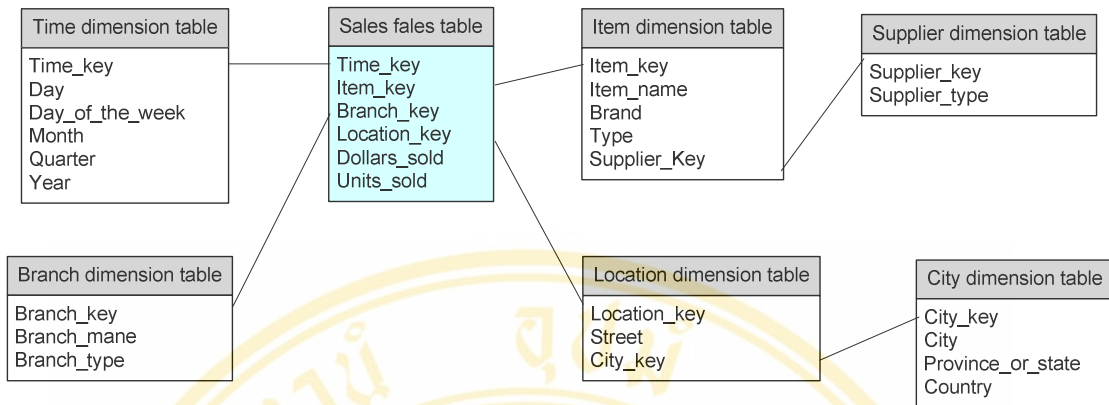 Time dimension table
Time_key
Day
Day_of_the_week
Month
Quarter
Year
Sales fales table
Time_key
Item_key
Branch_key
Location_key
Dollars_sold
Units_sold
Item dimension table
Item_key
Item_name
Brand
Type
Supplier_Key
Supplier dimension table
Supplier_key
Supplier_type
Branch dimension table
Branch_key
Branch_mane
Branch_type
Location dimension table
Location_key
Street
City_key
City dimension table
City_key
City
Province_or_state
Country